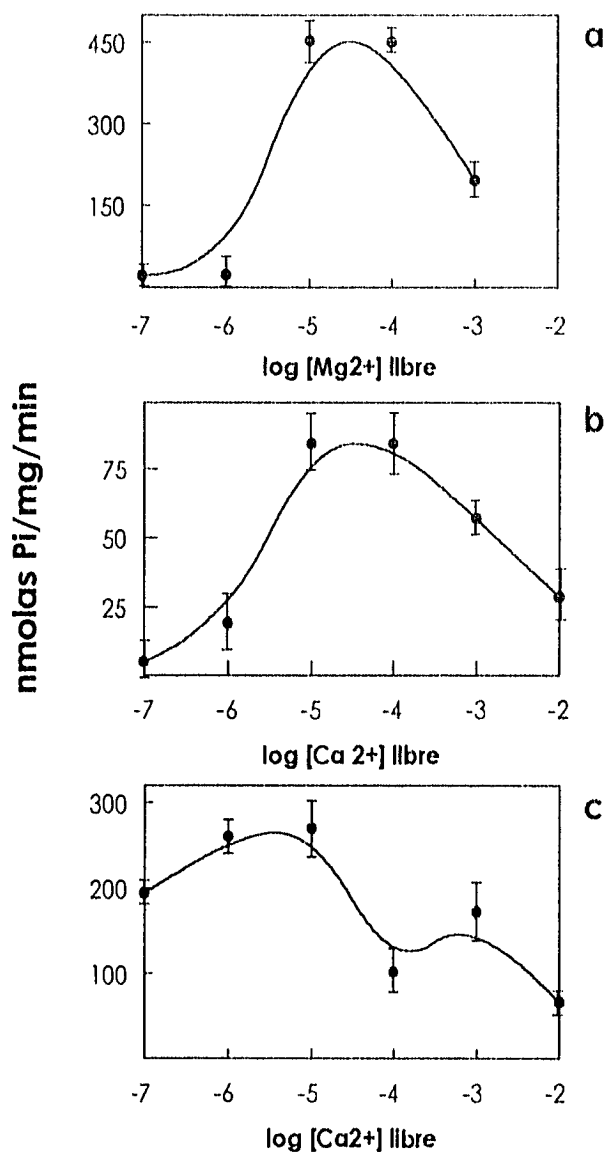 a
450
300
150
-7 -6 -5 -4 -3 -2
log [Mg2+] libre
b
75
50
25
-7 -6 -5 -4 -3 -2
log [Ca 2+] libre
nmolas Pi/mg/min
c
300
200
100
-7 -6 -5 -4 -3 -2
log [Ca2+] libre